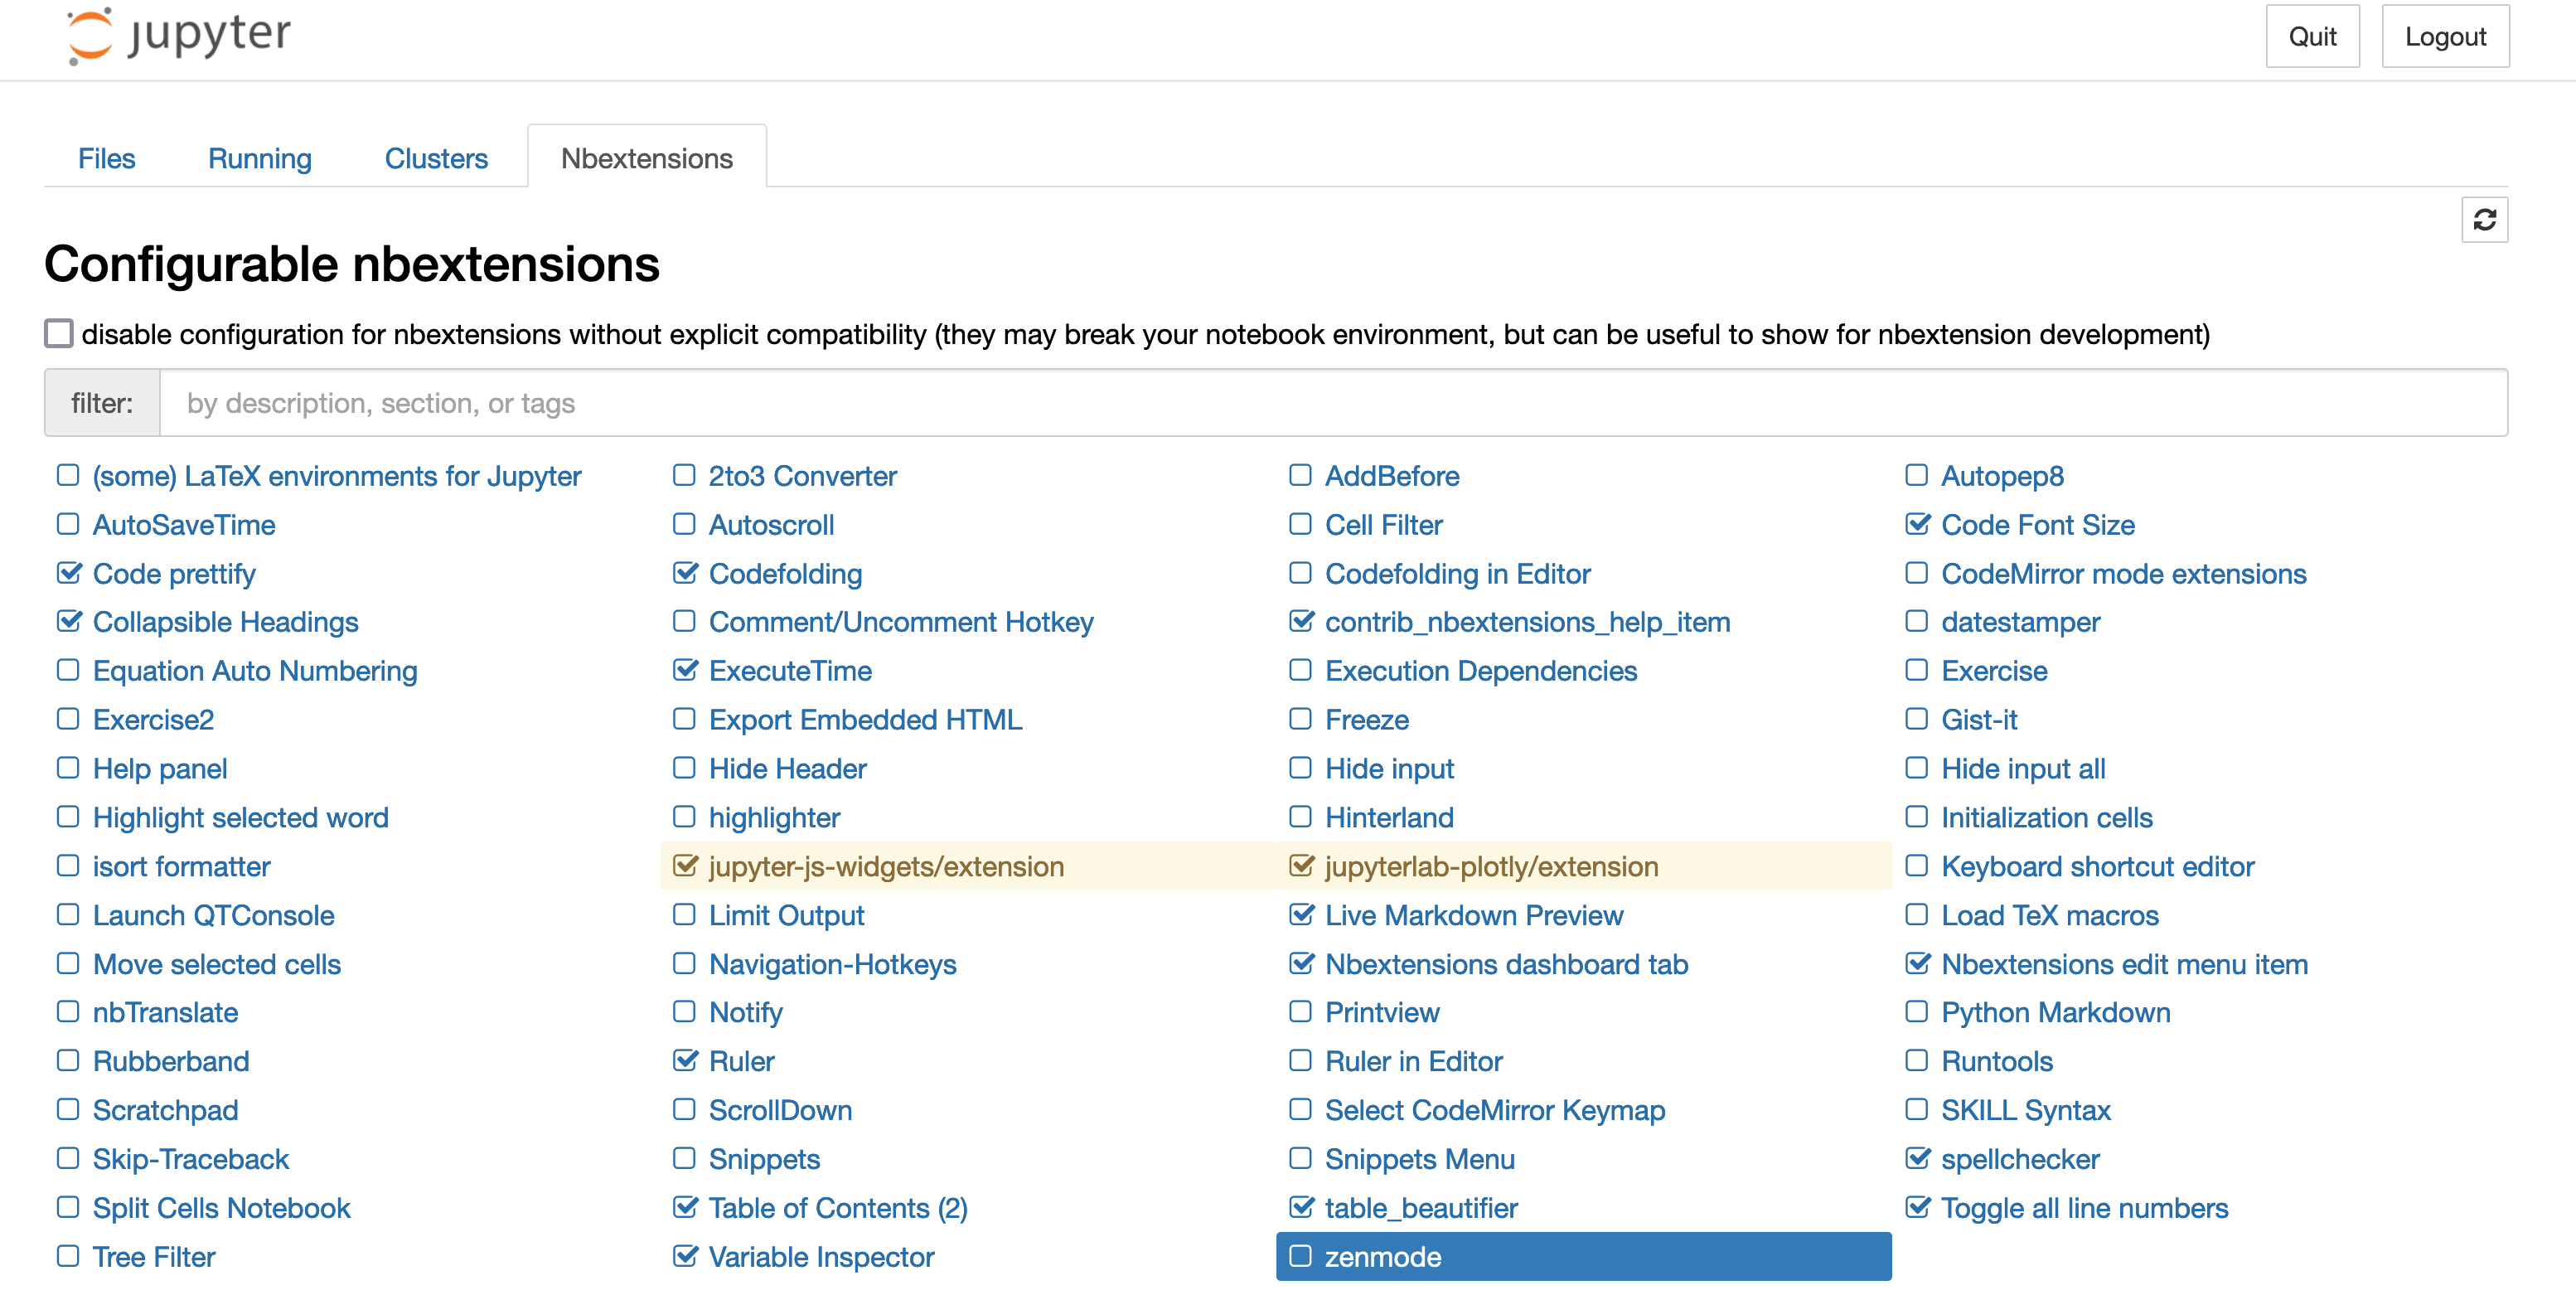 jupyter
Quit Logout
Files Running Clusters Nbextensions
Configurable nbextensions
disable configuration for nbextensions without explicit compatibility (they may break your notebook environment, but can be useful to show for nbextension development)
filter: by description, section, or tags
(some) LaTeX environments for Jupyter 2to3 Converter AddBefore Autopep8
AutoSaveTime Autoscroll Cell Filter Code Font Size
Code prettify Codefolding Codefolding in Editor CodeMirror mode extensions
Collapsible Headings Comment/Uncomment Hotkey contrib_nbextensions_help_item datestamper
Equation Auto Numbering ExecuteTime Execution Dependencies Exercise
Exercise2 Export Embedded HTML Freeze Gist-it
Help panel Hide Header Hide input Hide input all
Highlight selected word highlighter Hinterland Initialization cells
isort formatter jupyter-js-widgets/extension jupyterlab-plotly/extension Keyboard shortcut editor
Launch QTConsole Limit Output Live Markdown Preview Load TeX macros
Move selected cells Navigation-Hotkeys Nbextensions dashboard tab Nbextensions edit menu item
nbTranslate Notify Printview Python Markdown
Rubberband Ruler Ruler in Editor Runtools
Scratchpad ScrollDown Select CodeMirror Keymap SKILL Syntax
Skip-Traceback Snippets Snippets Menu spellchecker
Split Cells Notebook Table of Contents (2) table_beautifier Toggle all line numbers
Tree Filter Variable Inspector zenmode